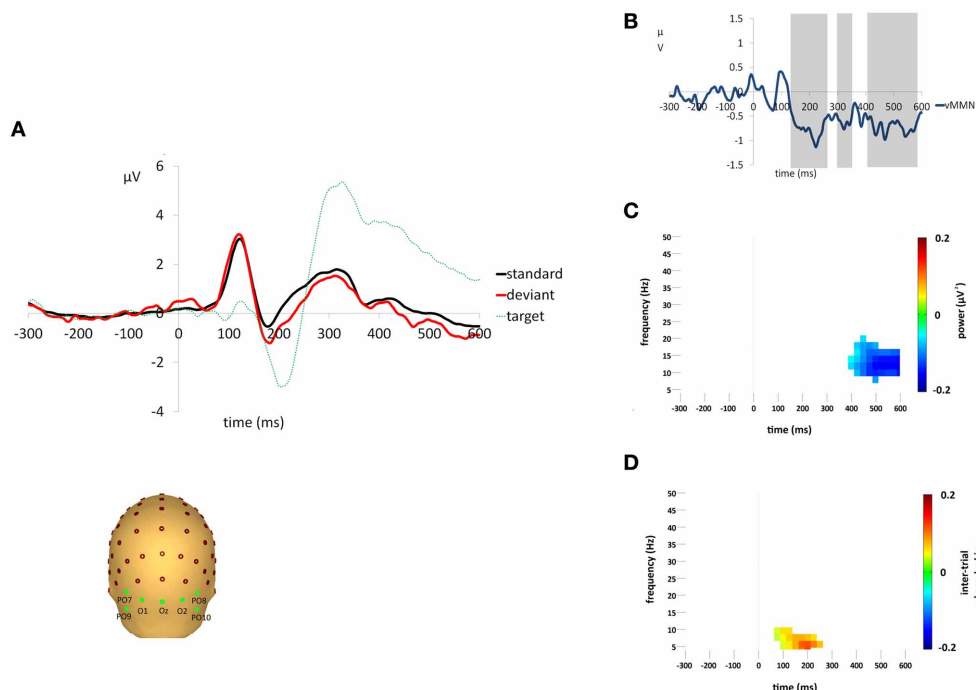 A
μV
6
4
2
0
-2
-4
-300 -200 -100 0 100 200 300 400 500 600
standard
deviant
target
time (ms)
PO7 O1 Oz O2 PO8
PO9 PO10
B
μ
V
1.5
1
0.5
0
-0.5
-1
-1.5
-300 -200 -100 0 100 200 300 400 500 600
vMMN
time (ms)
C
frequency (Hz)
50
45
40
35
30
25
20
15
10
5
-300 -200 -100 0 100 200 300 400 500 600
time (ms)
0.2
0
-0.2
power (μV²)
D
frequency (Hz)
50
45
40
35
30
25
20
15
10
5
-300 -200 -100 0 100 200 300 400 500 600
time (ms)
0.2
0
-0.2
inter-trial